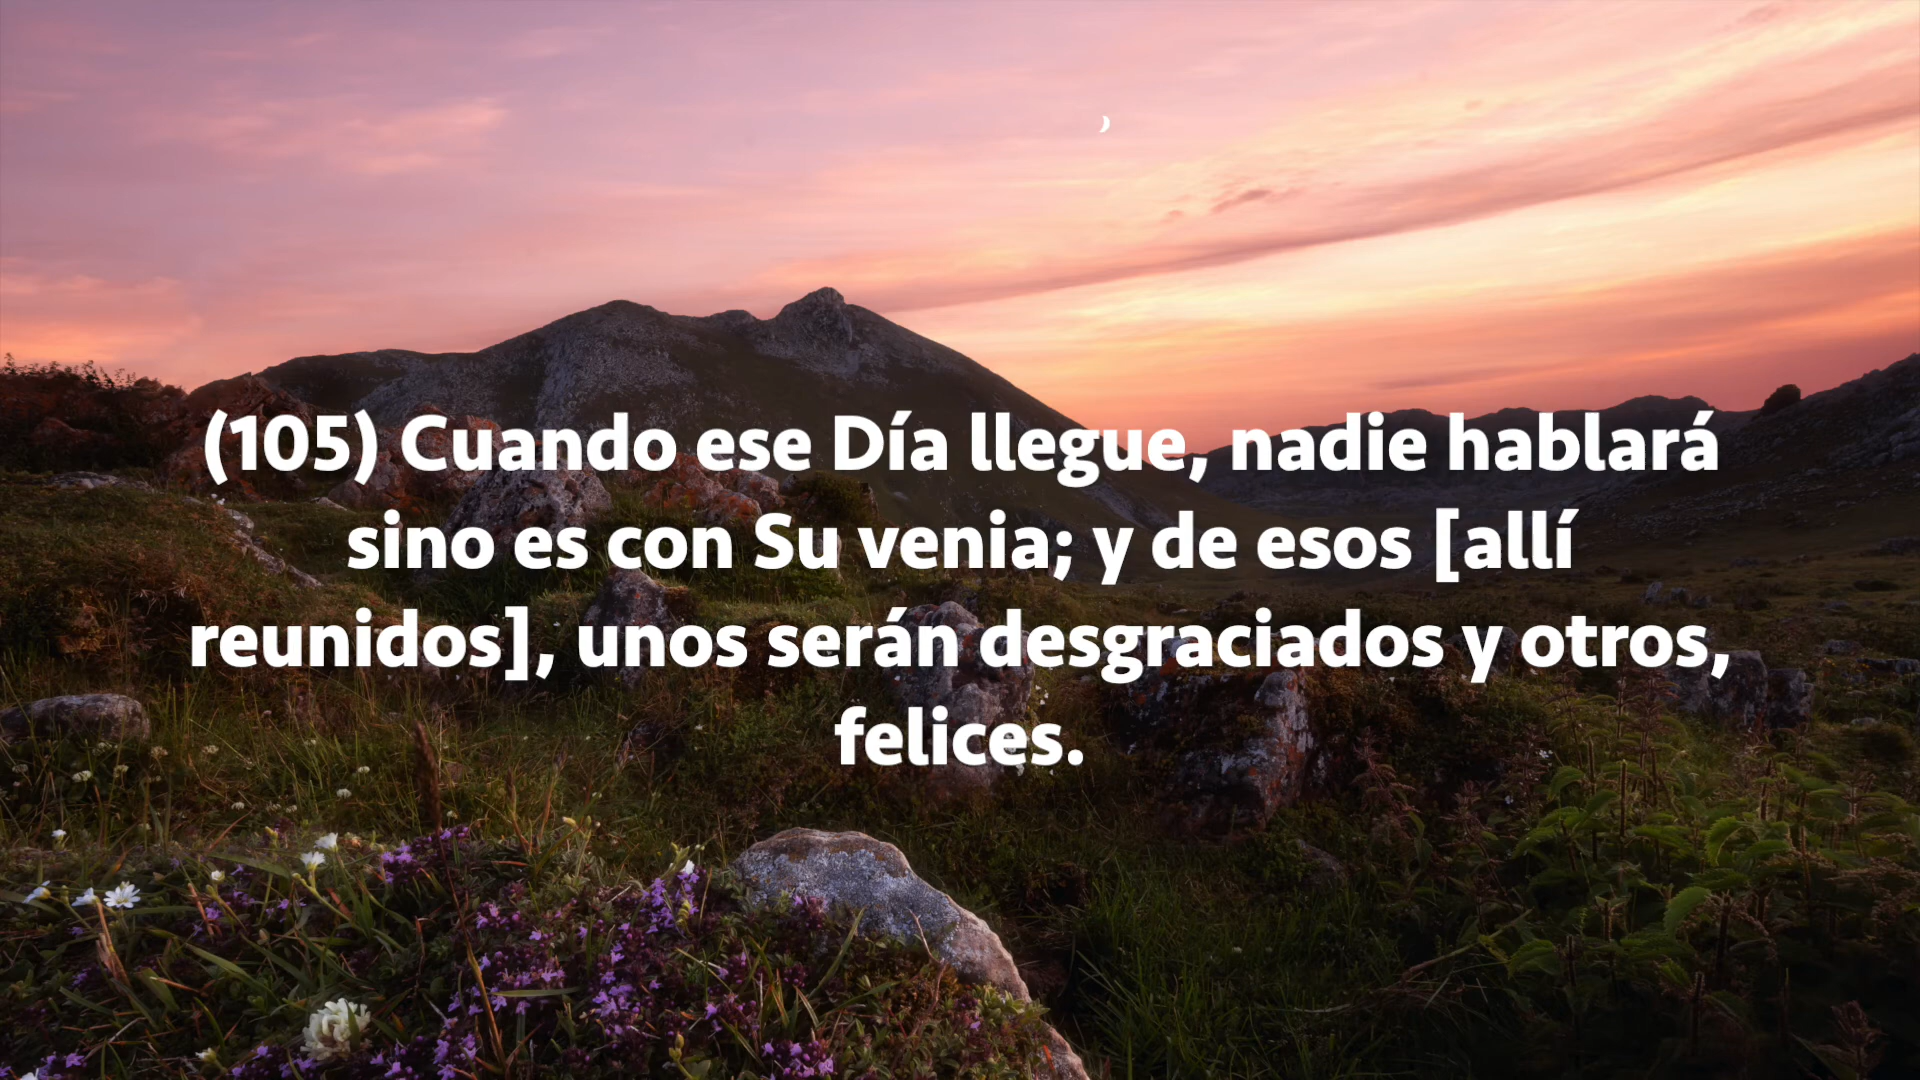 (105) Cuando ese Día llegue, nadie hablará
sino es con Su venia; y de esos [allí
reunidos], unos serán desgraciados y otros,
felices.